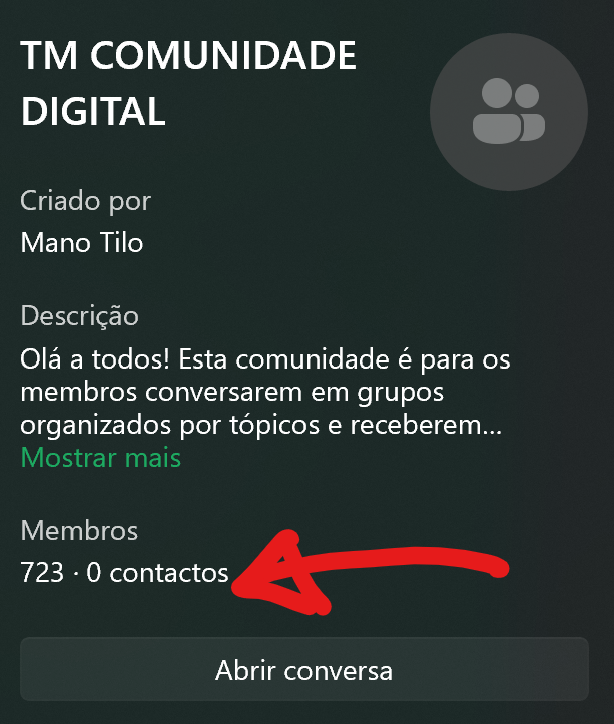 TM COMUNIDADE
DIGITAL
Criado por
Mano Tilo
Descrição
Olá a todos! Esta comunidade é para os
membros conversarem em grupos
organizados por tópicos e receberem...
Mostrar mais
Membros
723 · 0 contactos
Abrir conversa